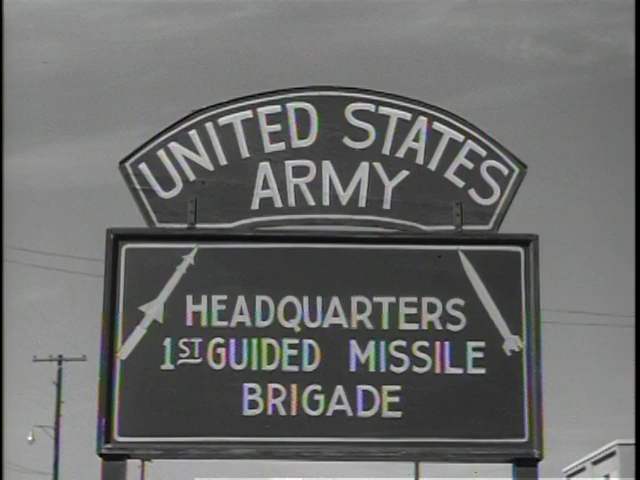 UNITED STATES
ARMY
HEADQUARTERS
1ST GUIDED MISSILE
BRIGADE